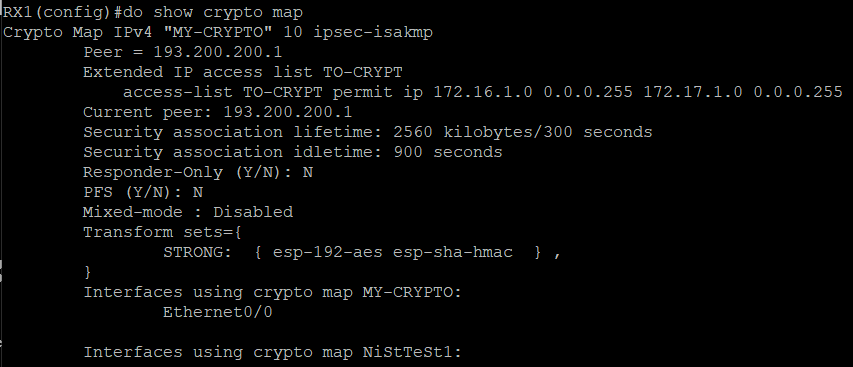 RX1(config)#do show crypto map
Crypto Map IPv4 "MY-CRYPTO" 10 ipsec-isakmp
Peer = 193.200.200.1
Extended IP access list TO-CRYPT
access-list TO-CRYPT permit ip 172.16.1.0 0.0.0.255 172.17.1.0 0.0.0.255
Current peer: 193.200.200.1
Security association lifetime: 2560 kilobytes/300 seconds
Security association idletime: 900 seconds
Responder-Only (Y/N): N
PFS (Y/N): N
Mixed-mode : Disabled
Transform sets={
STRONG:  { esp-192-aes esp-sha-hmac  } ,
}
Interfaces using crypto map MY-CRYPTO:
Ethernet0/0
Interfaces using crypto map NiStTeSt1: